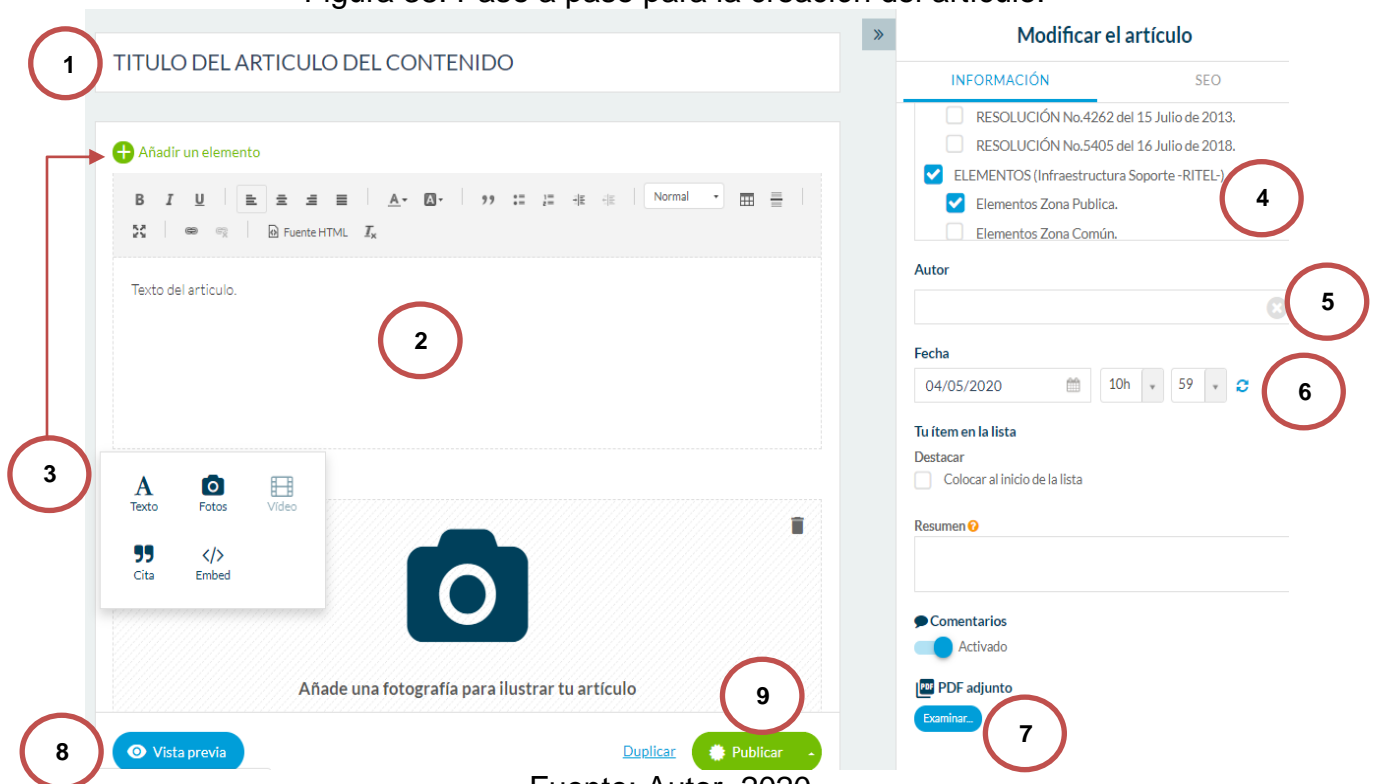 1
TITULO DEL ARTICULO DEL CONTENIDO
Añadir un elemento
B I U A A Normal
Fuente HTML Ix
Texto del articulo.
2
3
A
Texto Fotos Vídeo
Cita Embed
Añade una fotografía para ilustrar tu artículo
9
8
Vista previa
Duplicar
Publicar
Modificar el artículo
INFORMACIÓN SEO
RESOLUCIÓN No.4262 del 15 Julio de 2013.
RESOLUCIÓN No.5405 del 16 Julio de 2018.
ELEMENTOS (Infraestructura Soporte -RITEL-)
Elementos Zona Publica.
Elementos Zona Común.
4
Autor
5
Fecha
04/05/2020 10h 59
6
Tu ítem en la lista
Destacar
Colocar al inicio de la lista
Resumen ?
Comentarios
Activado
PDF PDF adjunto
Examinar...
7